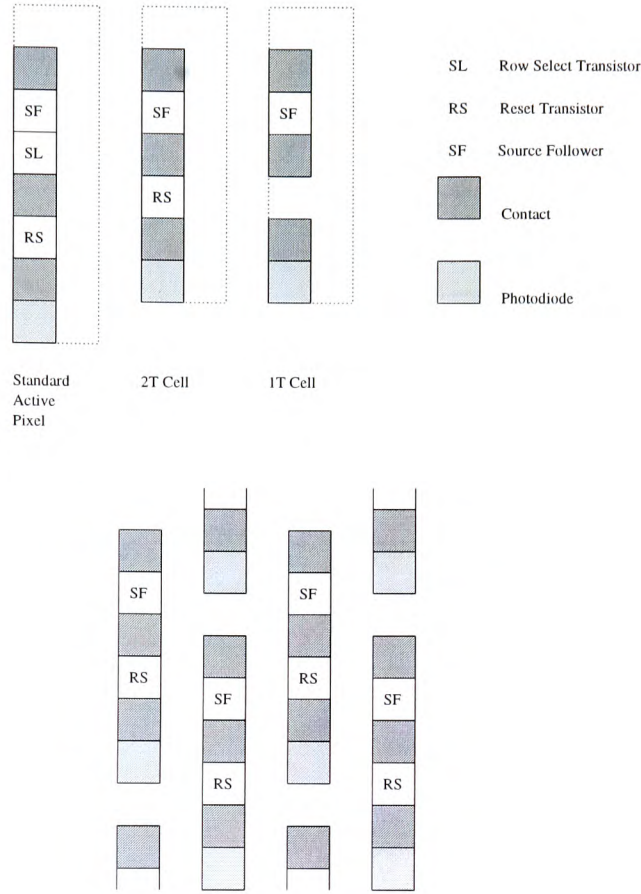 SF
SL
RS
SF
RS
SF
SL Row Select Transistor
RS Reset Transistor
SF Source Follower
Contact
Photodiode
Standard
Active
Pixel
2T Cell
1T Cell
SF
RS
SF
RS
SF
RS
SF
RS